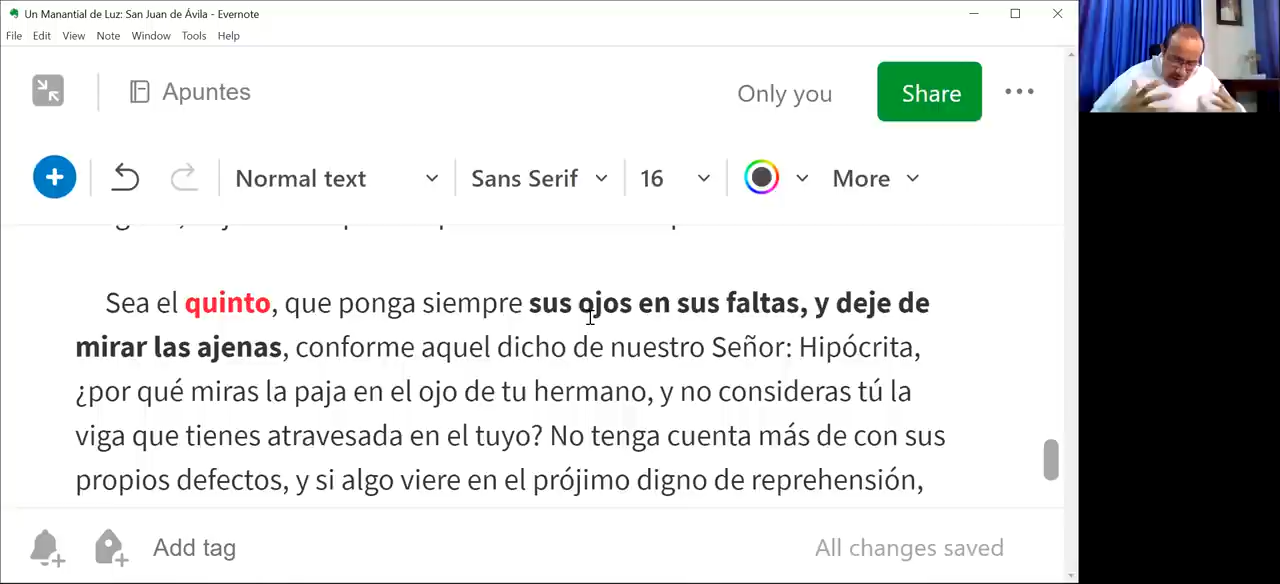 Un Manantial de Luz: San Juan de Ávila - Evernote
File Edit View Note Window Tools Help
Apuntes
Only you
Share
Normal text
Sans Serif
16
More
Sea el quinto, que ponga siempre sus ojos en sus faltas, y deje de
mirar las ajenas, conforme aquel dicho de nuestro Señor: Hipócrita,
¿por qué miras la paja en el ojo de tu hermano, y no consideras tú la
viga que tienes atravesada en el tuyo? No tenga cuenta más de con sus
propios defectos, y si algo viere en el prójimo digno de reprehensión,
Add tag
All changes saved